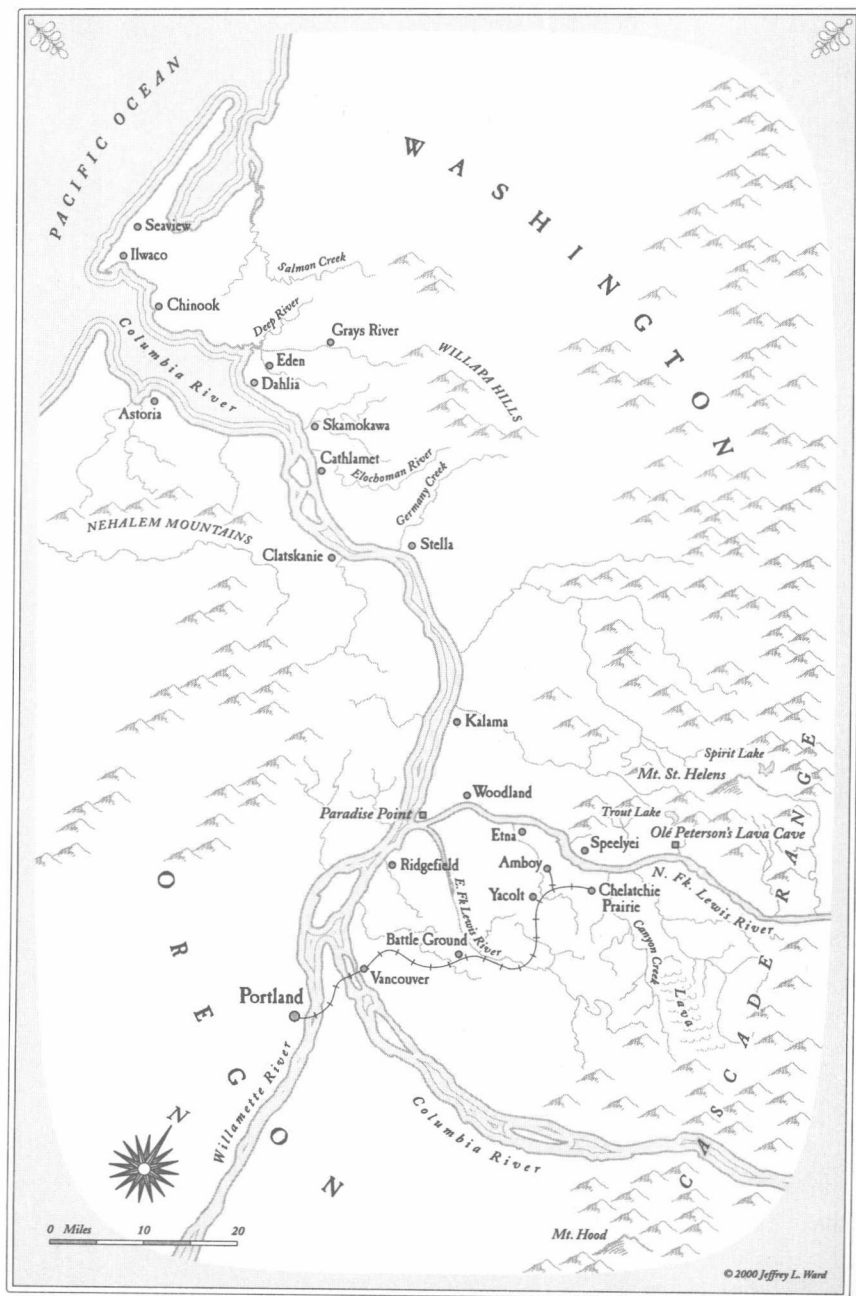 PACIFIC OCEAN
WASHINGTON
Seaview
Ilwaco
Salmon Creek
Chinook
Deep River
Grays River
Columbia River
Eden
WILLAPA HILLS
Dahlia
Astoria
Skamokawa
Cathlamet
Elochoman River
Germany Creek
NEHALEM MOUNTAINS
Stella
Clatskanie
Kalama
Spirit Lake
Mt. St. Helens
Woodland
Paradise Point
Trout Lake
Etna
Olé Peterson's Lava Cave
Speelyei
Ridgefield
Amboy
N. Fk. Lewis River
E. Fk Lewis River
Yacolt
Chelatchie
Prairie
CASCADE RANGE
OREGON
Battle Ground
Canyon Creek
Lava
Vancouver
Portland
Willamette River
Columbia River
N
0 Miles 10 20
Mt. Hood
© 2000 Jeffrey L. Ward